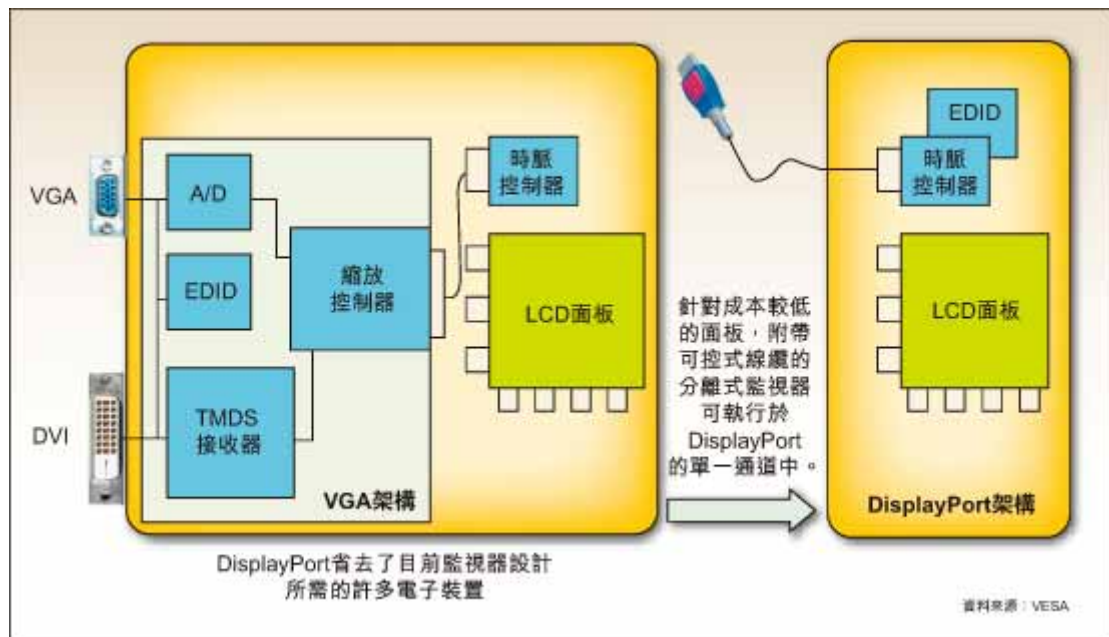 VGA
DVI
A/D
EDID
TMDS
接收器
縮放
控制器
VGA架構
時脈
控制器
LCD面板
DisplayPort省去了目前監視器設計
所需的許多電子裝置
針對成本較低
的面板,附帶
可控式線纜的
分離式監視器
可執行於
DisplayPort
的單一通道中。
EDID
時脈
控制器
LCD面板
DisplayPort架構
資料來源:VESA